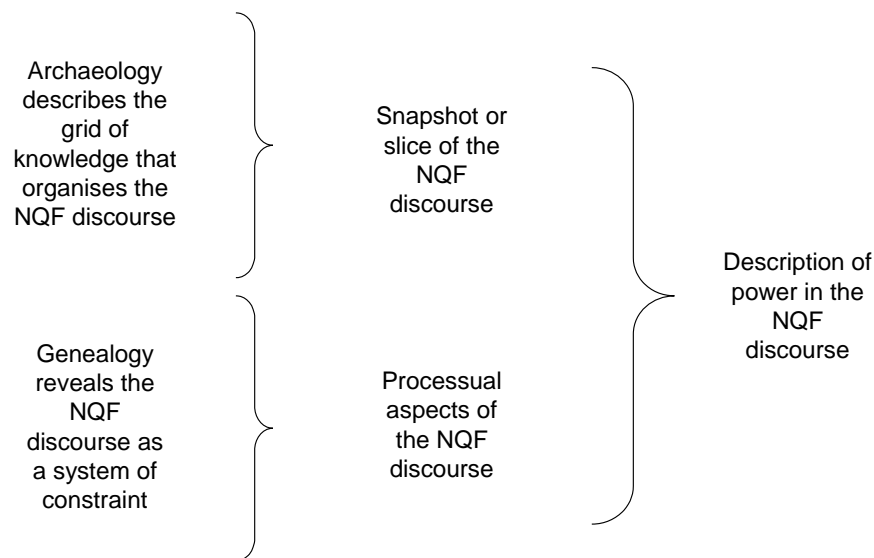 Archaeology
describes the
grid of
knowledge that
organises the
NQF discourse
Snapshot or
slice of the
NQF
discourse
Genealogy
reveals the
NQF
discourse as
a system of
constraint
Processual
aspects of
the NQF
discourse
Description of
power in the
NQF
discourse